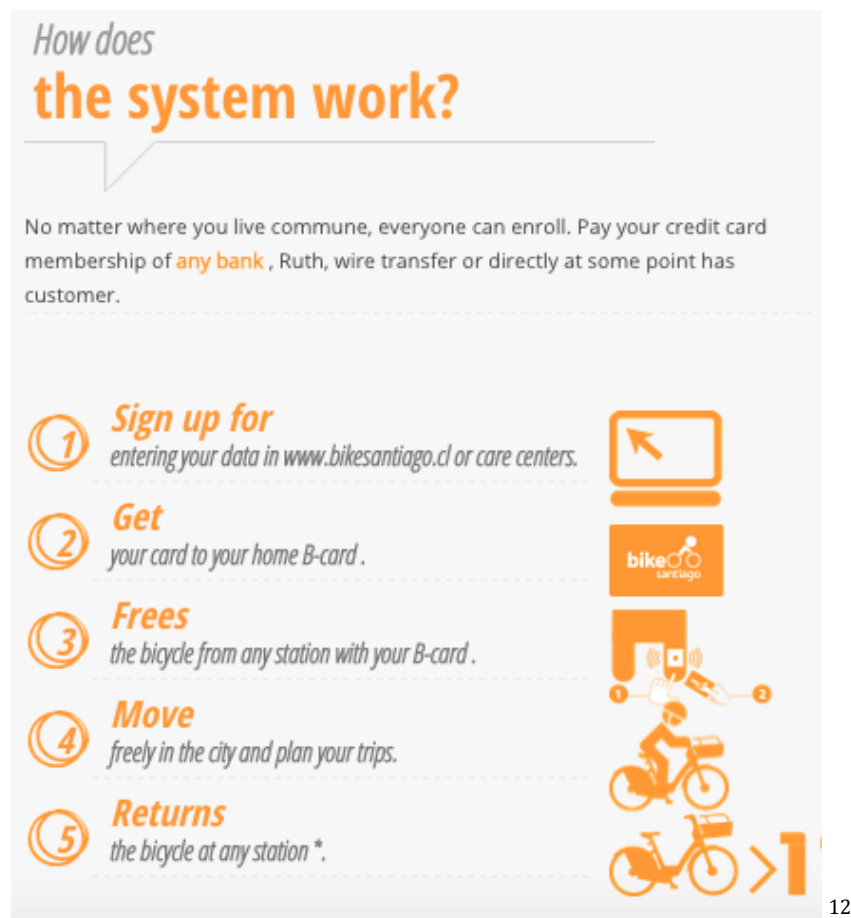 How does
the system work?
No matter where you live commune, everyone can enroll. Pay your credit card
membership of any bank , Ruth, wire transfer or directly at some point has
customer.
1 Sign up for
entering your data in www.bikesantiago.cl or care centers.
2 Get
your card to your home B-card .
bike
santiago
3 Frees
the bicycle from any station with your B-card .
1 2
4 Move
freely in the city and plan your trips.
5 Returns
the bicycle at any station *.
>1
12